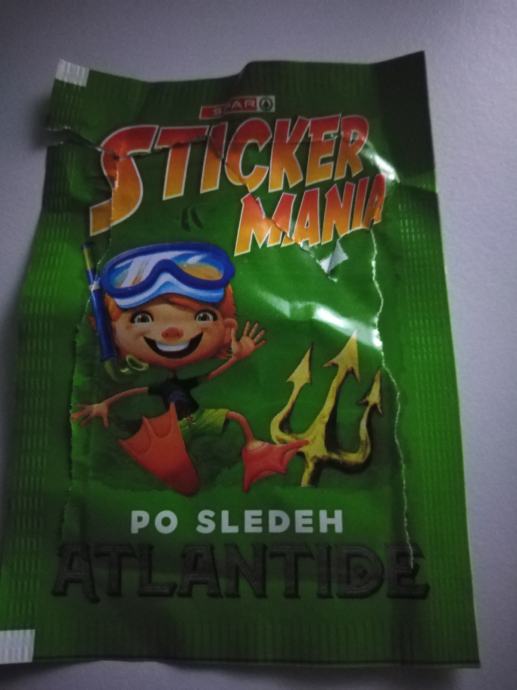 SPAR
STICKER
MANIA
PO SLEDEH
ATLANTIDE